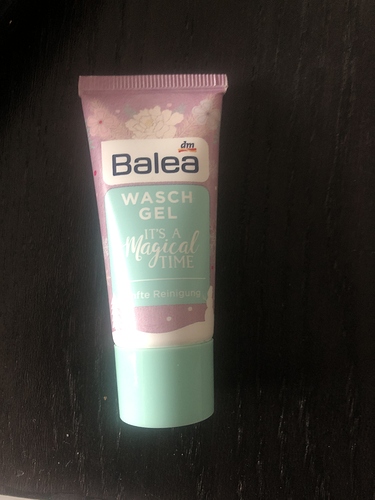 dm
Balea
WASCH
GEL
IT'S A
Magical
TIME
Reinigung